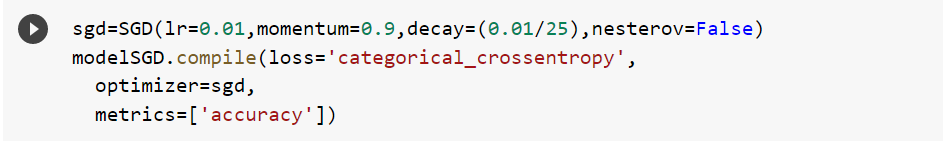 sgd=SGD(lr=0.01,momentum=0.9,decay=(0.01/25),nesterov=False)
modelSGD.compile(loss='categorical_crossentropy',
  optimizer=sgd,
  metrics=['accuracy'])